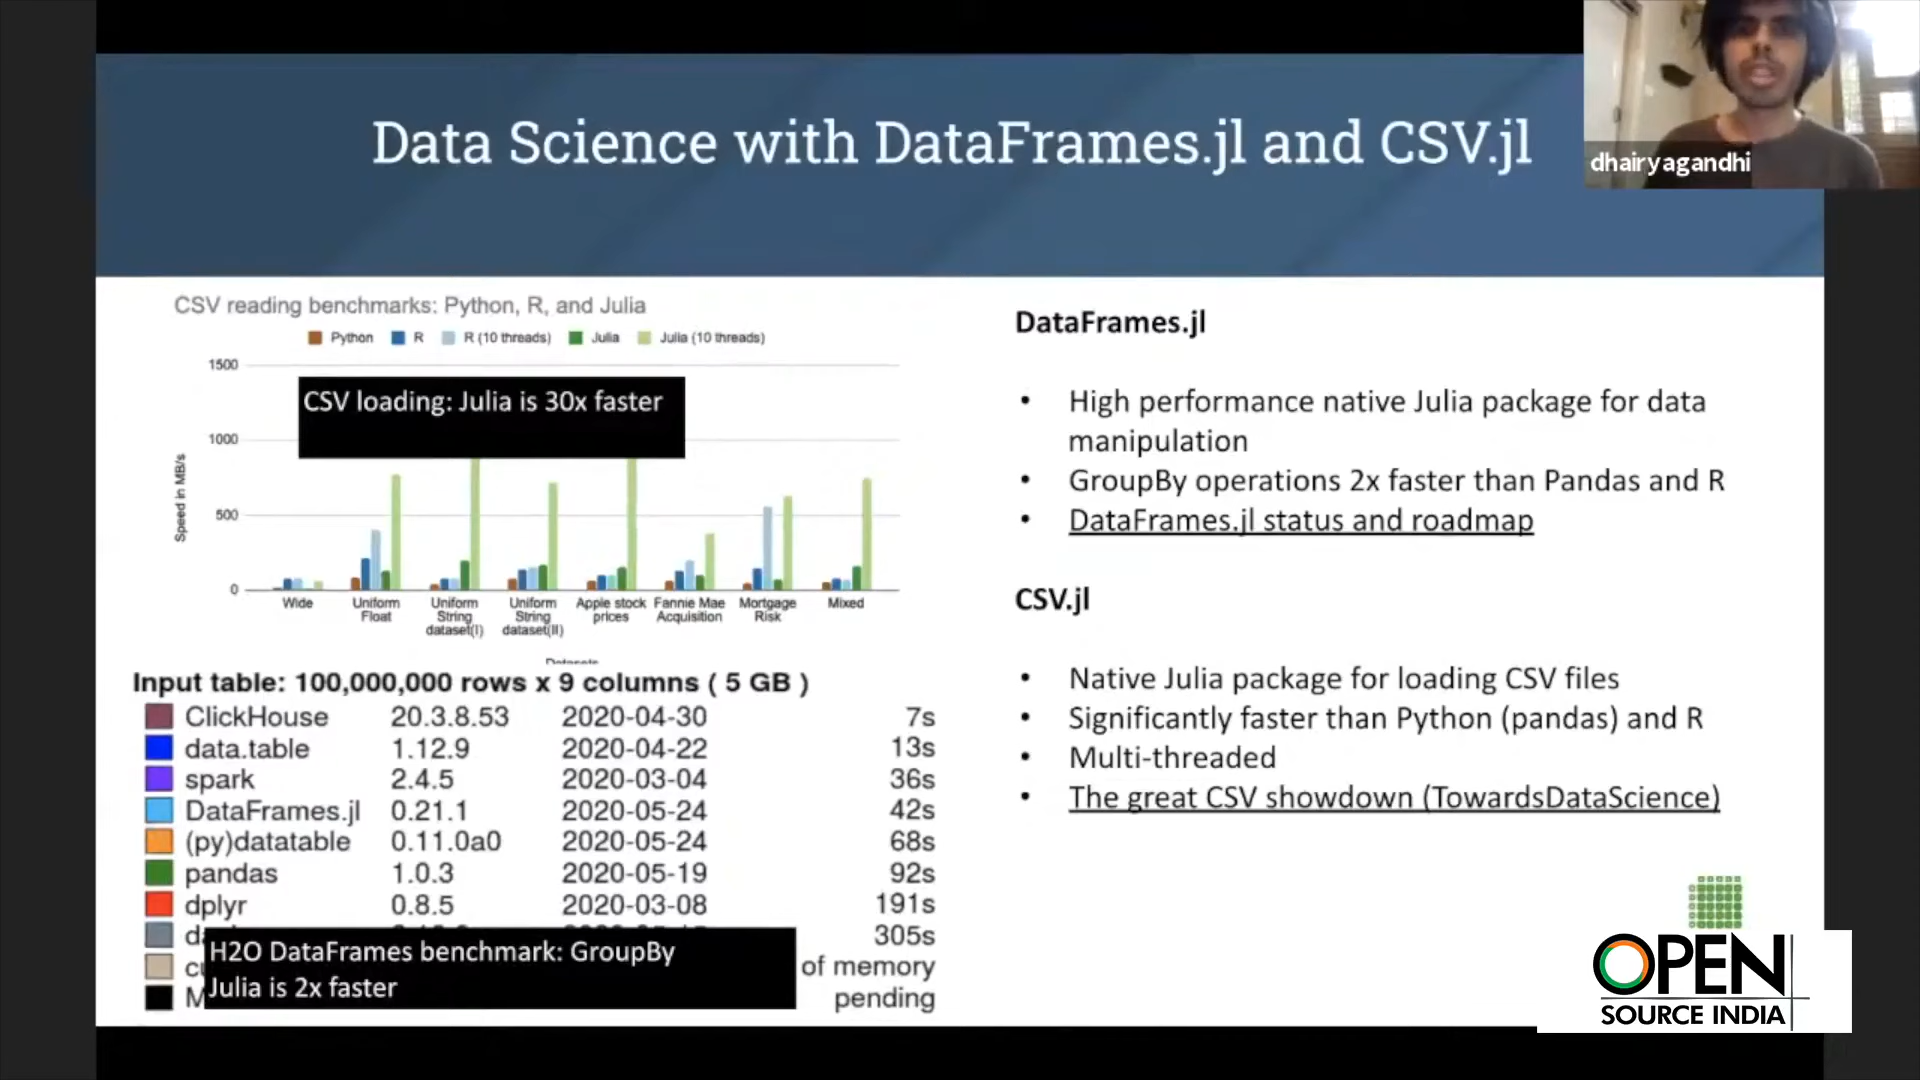 Data Science with DataFrames.jl and CSV.jl
dhairyagandhi
CSV reading benchmarks: Python, R, and Julia
Python R R (10 threads) Julia Julia (10 threads)
1500
CSV loading: Julia is 30x faster
1000
Speed in MB/s
500
0
Wide Uniform Float Uniform String dataset(I) Uniform String dataset(II) Apple stock prices Fannie Mae Acquisition Mortgage Risk Mixed
Input table: 100,000,000 rows x 9 columns ( 5 GB )
ClickHouse 20.3.8.53 2020-04-30 7s
data.table 1.12.9 2020-04-22 13s
spark 2.4.5 2020-03-04 36s
DataFrames.jl 0.21.1 2020-05-24 42s
(py)datatable 0.11.0a0 2020-05-24 68s
pandas 1.0.3 2020-05-19 92s
dplyr 0.8.5 2020-03-08 191s
305s
of memory
pending
H2O DataFrames benchmark: GroupBy
Julia is 2x faster
DataFrames.jl
• High performance native Julia package for data
manipulation
• GroupBy operations 2x faster than Pandas and R
• DataFrames.jl status and roadmap
CSV.jl
• Native Julia package for loading CSV files
• Significantly faster than Python (pandas) and R
• Multi-threaded
• The great CSV showdown (TowardsDataScience)
OPEN
SOURCE INDIA